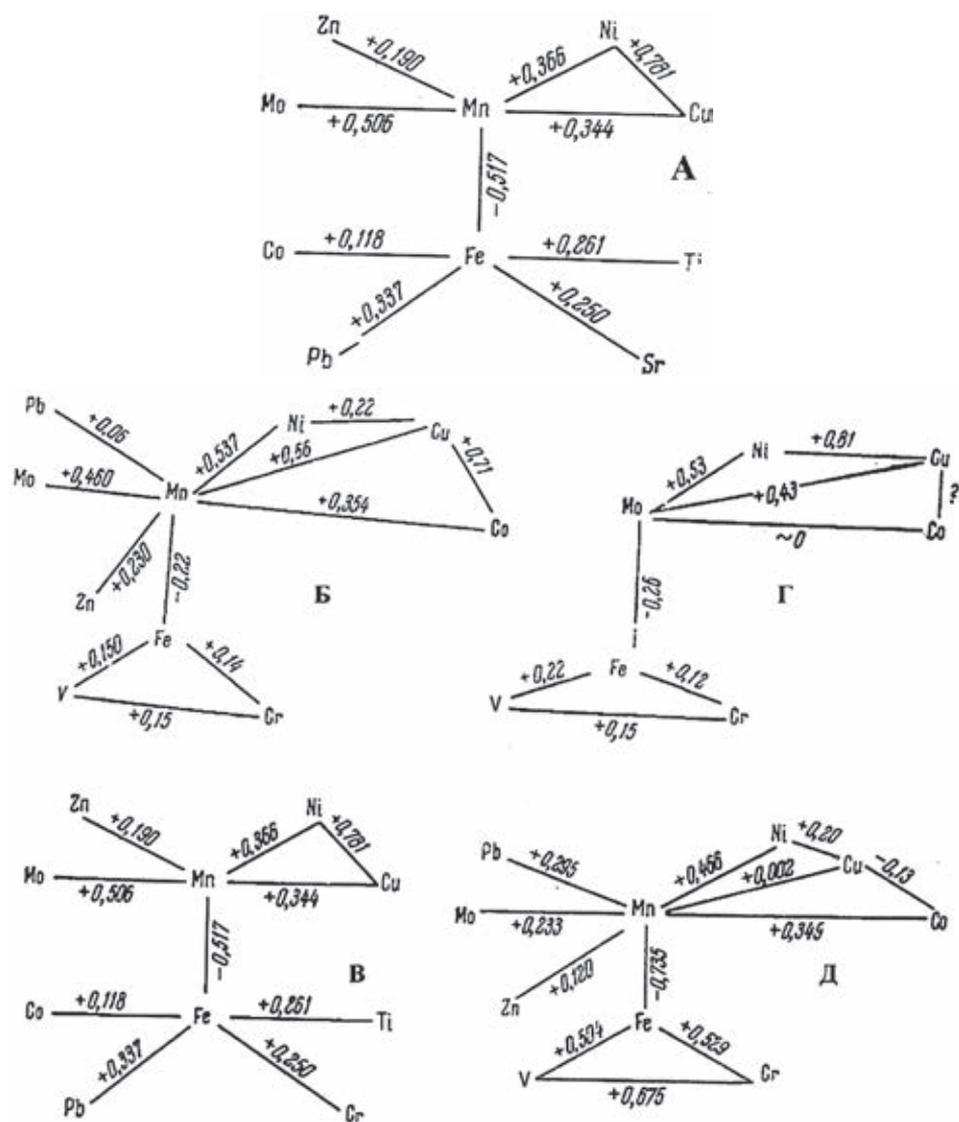 Zn +0,190 Ni
+0,366 +0,781
Mo +0,506 Mn +0,344 Cu
А
-0,517
Co +0,118 Fe +0,261 Ti
+0,337 +0,250
Pb Sr
Pb +0,06 Ni +0,22 Cu
Mo +0,460 Mn +0,537 +0,56 +0,71
+0,354 Co
Zn +0,230 -0,22
Б
Fe
V +0,150 +0,14 Cr
+0,15
Ni +0,81 Cu
+0,53 +0,43 ?
Mo ~0 Co
-0,26
Г
Fe
V +0,22 +0,12 Cr
+0,15
Zn +0,190 Ni
+0,366 +0,781
Mo +0,506 Mn +0,344 Cu
-0,517
В
Co +0,118 Fe +0,261 Ti
+0,337 +0,250
Pb Cr
Ni +0,20 Cu -0,13
Pb +0,295 +0,466 +0,002
Mo +0,233 Mn +0,345 Co
Zn +0,120 -0,735
Д
Fe
+0,504 +0,529
V +0,675 Cr